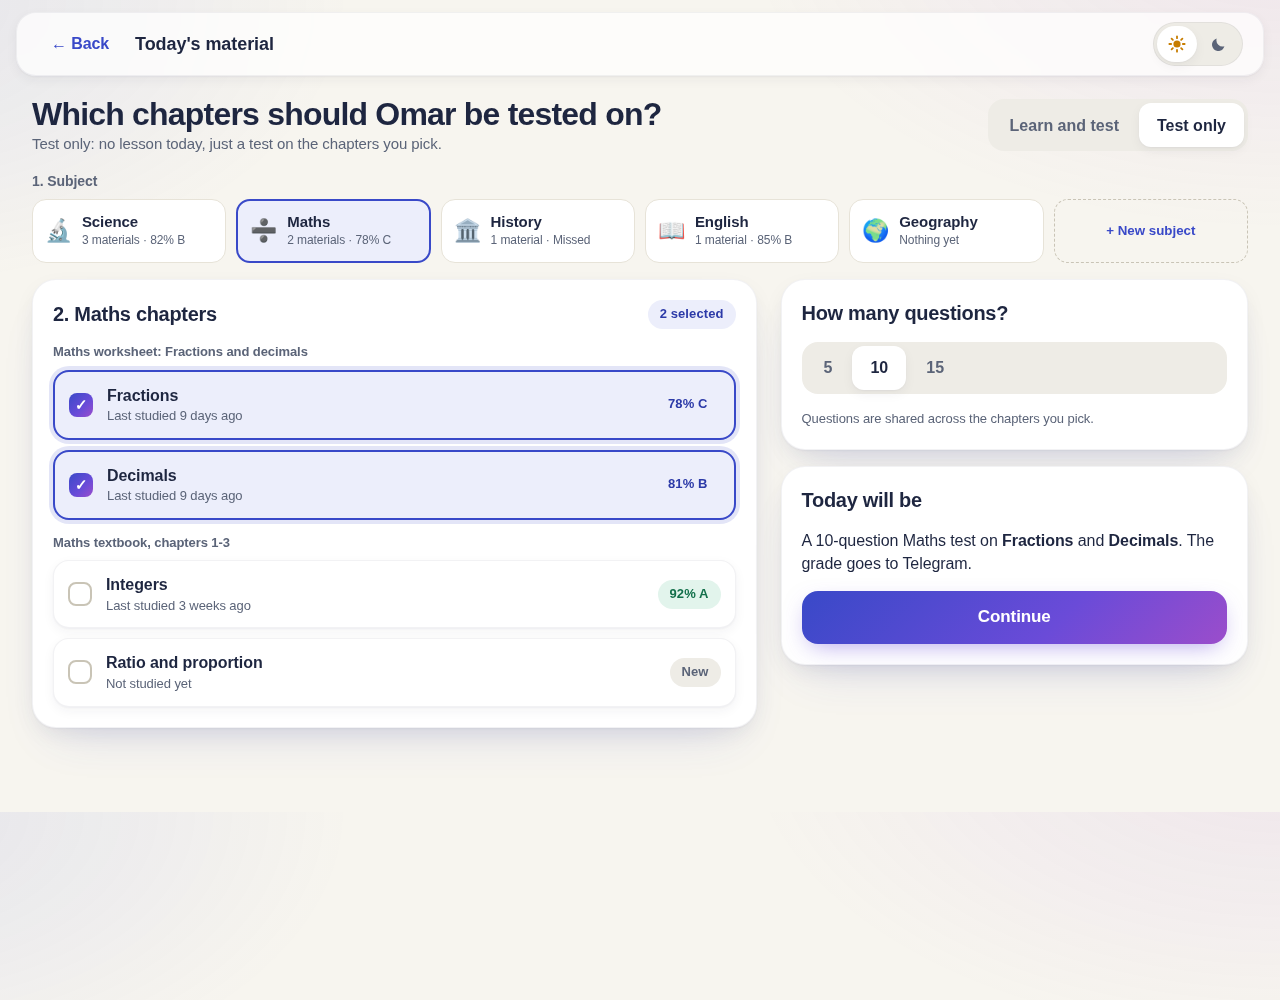 ← Back
Today's material
Which chapters should Omar be tested on?
Test only: no lesson today, just a test on the chapters you pick.
Learn and test
Test only
1. Subject
Science
3 materials · 82% B
Maths
2 materials · 78% C
History
1 material · Missed
English
1 material · 85% B
Geography
Nothing yet
+ New subject
2. Maths chapters
2 selected
Maths worksheet: Fractions and decimals
Fractions
Last studied 9 days ago
78% C
Decimals
Last studied 9 days ago
81% B
Maths textbook, chapters 1-3
Integers
Last studied 3 weeks ago
92% A
Ratio and proportion
Not studied yet
New
How many questions?
5
10
15
Questions are shared across the chapters you pick.
Today will be
A 10-question Maths test on Fractions and Decimals. The
grade goes to Telegram.
Continue